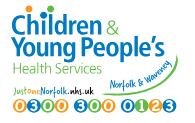 Children &
Young People's
Health Services
Norfolk & Waveney
JustoneNorfolk.nhs.uk
0300 300 0123